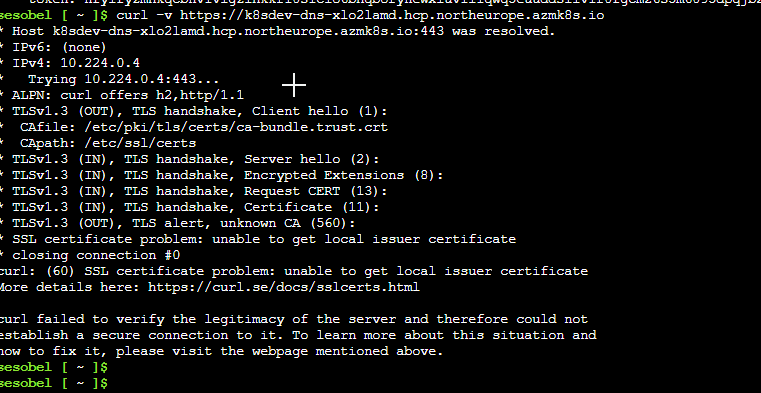 sesobel [ ~ ]$ curl -v https://k8sdev-dns-xlo2lamd.hcp.northeurope.azmk8s.io
* Host k8sdev-dns-xlo2lamd.hcp.northeurope.azmk8s.io:443 was resolved.
* IPv6: (none)
* IPv4: 10.224.0.4
*   Trying 10.224.0.4:443...
* ALPN: curl offers h2,http/1.1
* TLSv1.3 (OUT), TLS handshake, Client hello (1):
*  CAfile: /etc/pki/tls/certs/ca-bundle.trust.crt
*  CApath: /etc/ssl/certs
* TLSv1.3 (IN), TLS handshake, Server hello (2):
* TLSv1.3 (IN), TLS handshake, Encrypted Extensions (8):
* TLSv1.3 (IN), TLS handshake, Request CERT (13):
* TLSv1.3 (IN), TLS handshake, Certificate (11):
* TLSv1.3 (OUT), TLS alert, unknown CA (560):
* SSL certificate problem: unable to get local issuer certificate
* closing connection #0
curl: (60) SSL certificate problem: unable to get local issuer certificate
More details here: https://curl.se/docs/sslcerts.html
curl failed to verify the legitimacy of the server and therefore could not
establish a secure connection to it. To learn more about this situation and
how to fix it, please visit the webpage mentioned above.
sesobel [ ~ ]$
sesobel [ ~ ]$